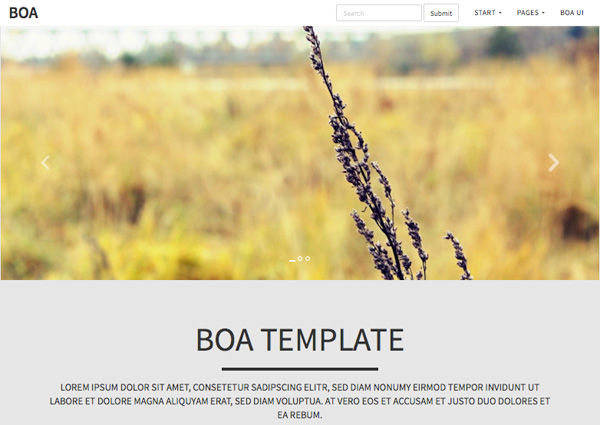 BOA
Search
Submit
START
PAGES
BOA UI
BOA TEMPLATE
LOREM IPSUM DOLOR SIT AMET, CONSETETUR SADIPSCING ELITR, SED DIAM NONUMY EIRMOD TEMPOR INVIDUNT UT
LABORE ET DOLORE MAGNA ALIQUYAM ERAT, SED DIAM VOLUPTUA. AT VERO EOS ET ACCUSAM ET JUSTO DUO DOLORES ET
EA REBUM.